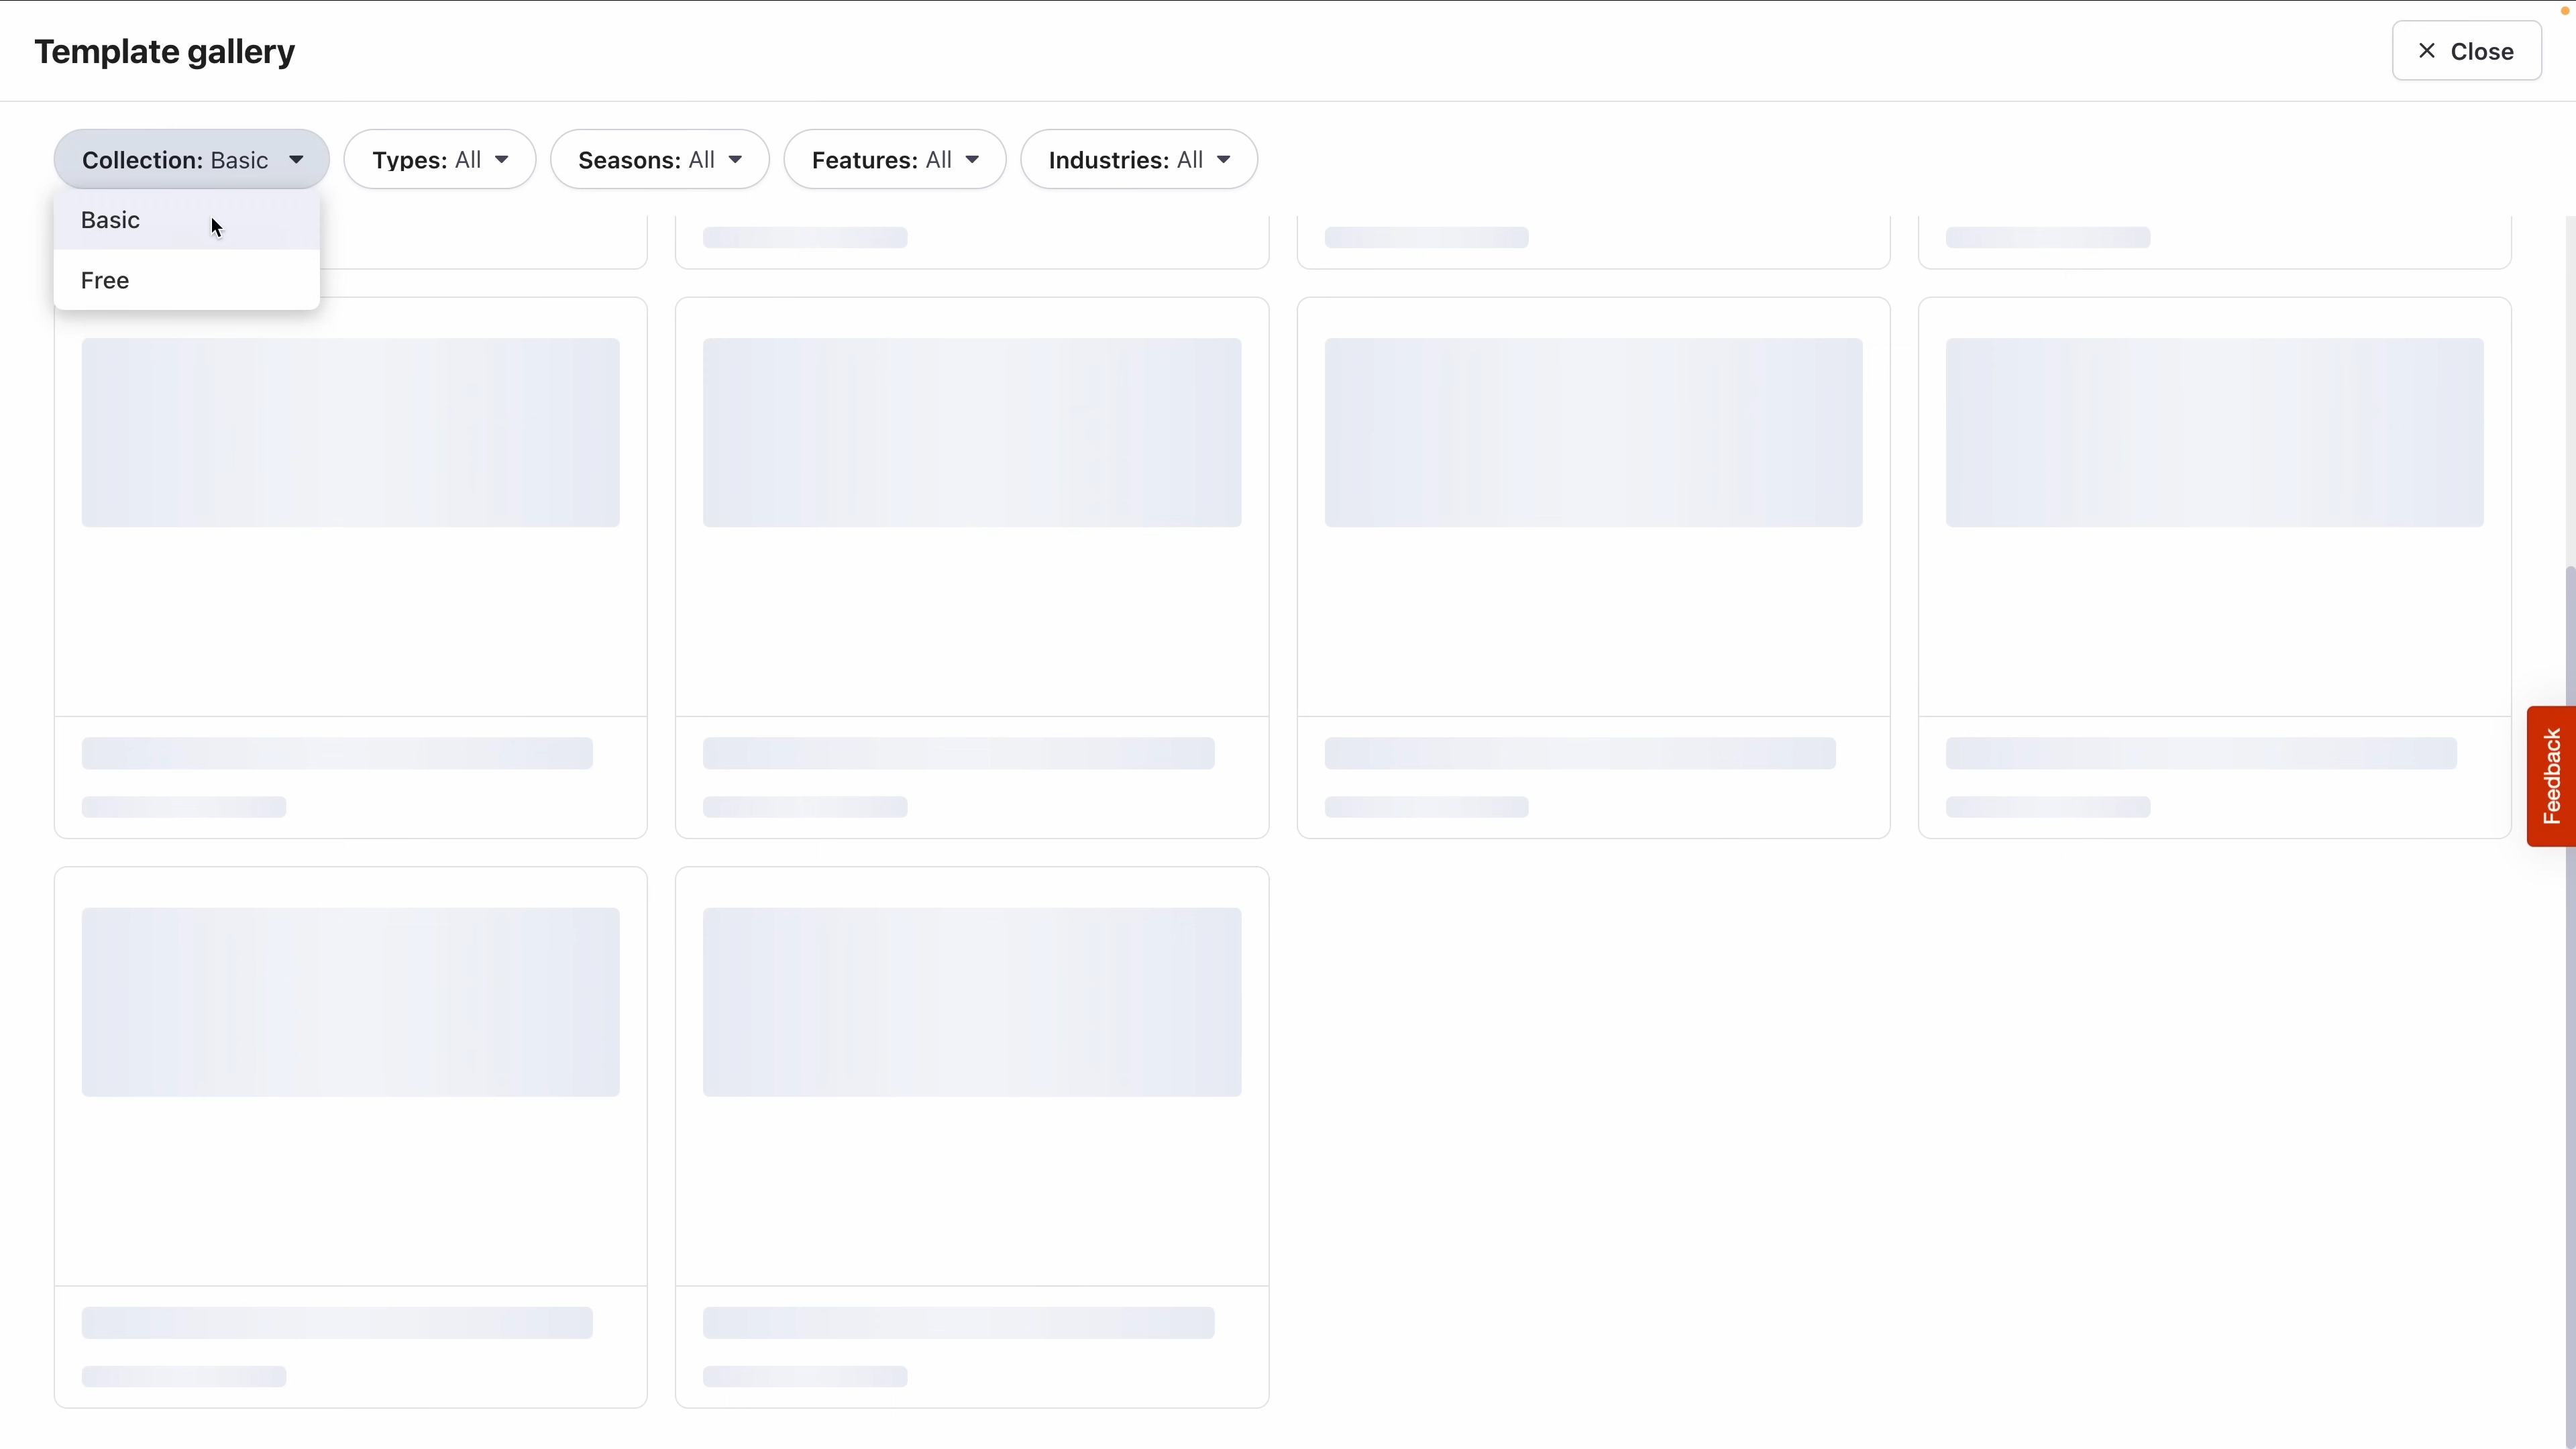 Template gallery
Close
Collection: Basic
Types: All
Seasons: All
Features: All
Industries: All
Basic
Free
Feedback